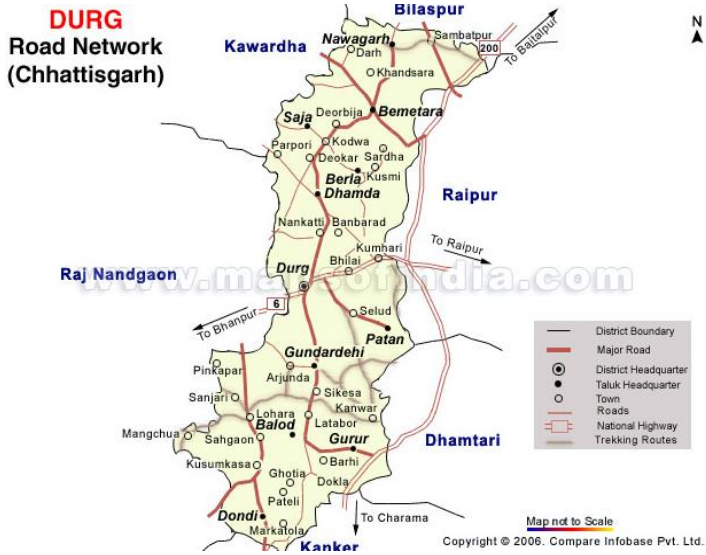 DURG
Road Network
(Chhattisgarh)
Bilaspur
N
Kawardha
Nawagarh
Sambatpur
200
To Bajtaipur
Darh
Khandsara
Bemetara
Deorbija
Saja
Kodwa
Parpori
Deokar
Sardha
Berla
Kusmi
Dhamda
Raipur
Nankatti
Banbarad
To Raipur
Kumhari
Durg
Bhilai
Raj Nandgaon
www.mapsofindia.com
6
To Bhanpur
Selud
Patan
Gundardehi
Pinkapar
Arjunda
Sanjari
Sikesa
Kanwar
Lohara
Latabor
Balod
Mangchua
Sahgaon
Gurur
Dhamtari
Kusumkasa
Barhi
Ghotia
Dokla
Pateli
Dondi
Markatola
To Charama
Kanker
District Boundary
Major Road
District Headquarter
Taluk Headquarter
Town
Roads
National Highway
Trekking Routes
Map not to Scale
Copyright © 2006. Compare Infobase Pvt. Ltd.